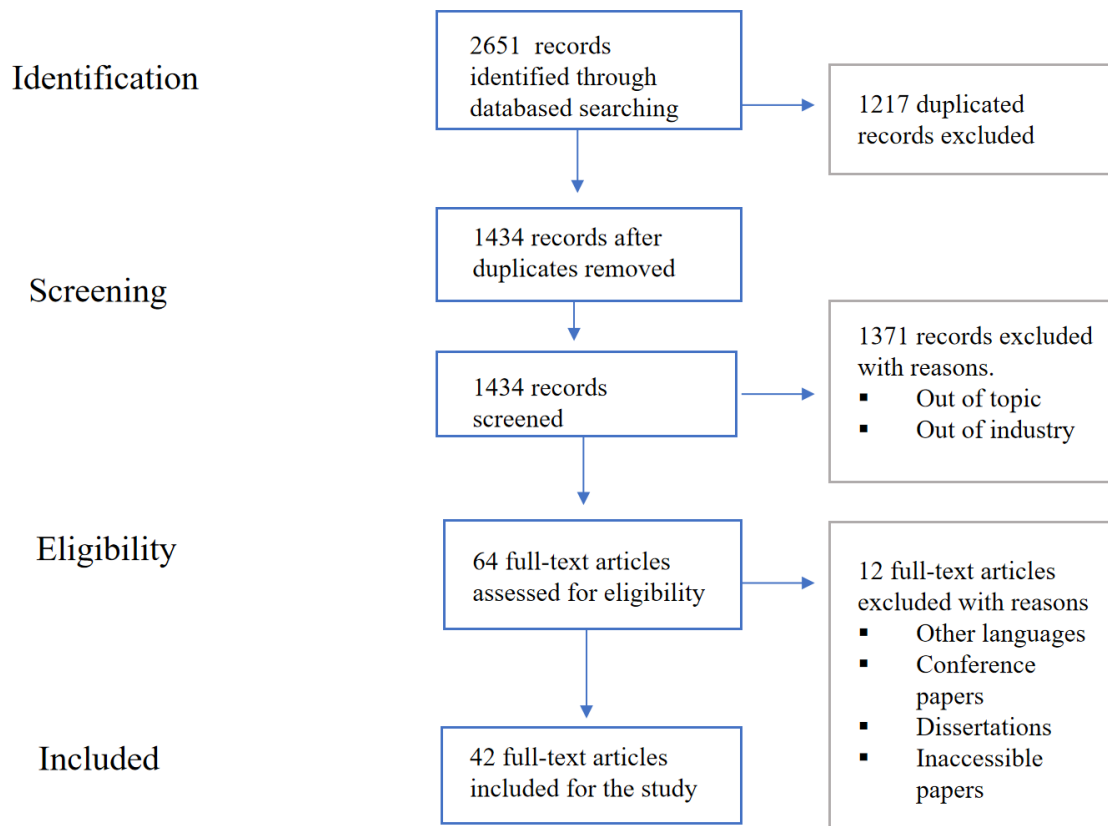 Identification
2651 records
identified through
databased searching
1217 duplicated
records excluded
1434 records after
duplicates removed
Screening
1434 records
screened
1371 records excluded
with reasons.
▪ Out of topic
▪ Out of industry
Eligibility
64 full-text articles
assessed for eligibility
12 full-text articles
excluded with reasons
▪ Other languages
▪ Conference
papers
▪ Dissertations
▪ Inaccessible
papers
Included
42 full-text articles
included for the study